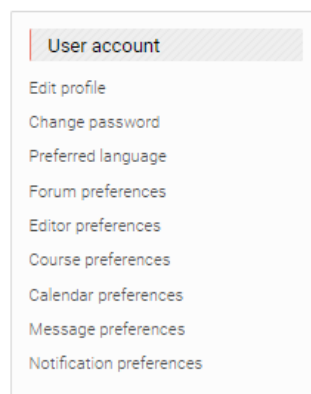 User account
Edit profile
Change password
Preferred language
Forum preferences
Editor preferences
Course preferences
Calendar preferences
Message preferences
Notification preferences